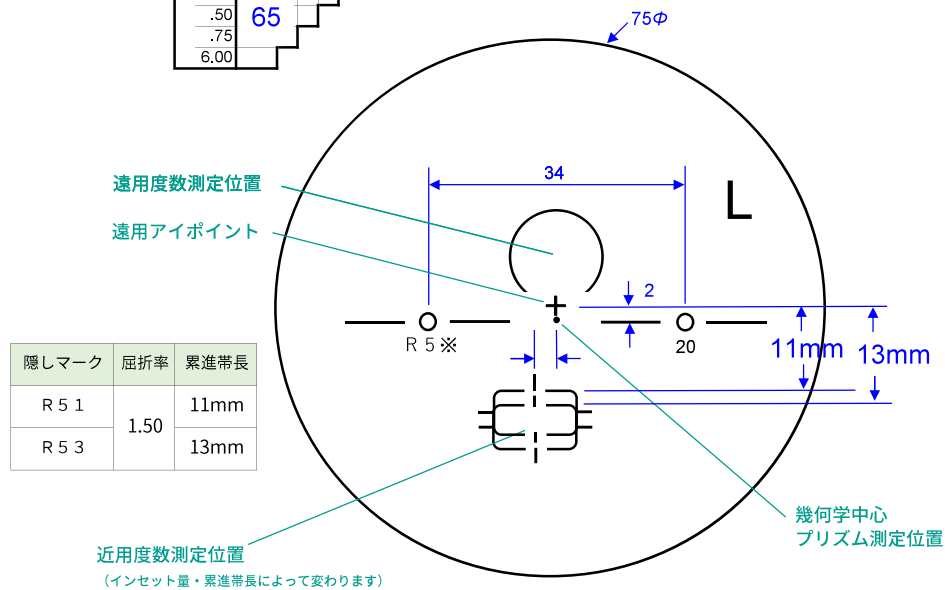 .50
65
.75
6.00
75Φ
遠用度数測定位置
34
L
遠用アイポイント
2
R 5※
20
11mm
13mm
隠しマーク 屈折率 累進帯長
R51 1.50 11mm
R53 13mm
幾何学中心
プリズム測定位置
近用度数測定位置
（インセット量・累進帯長によって変わります）